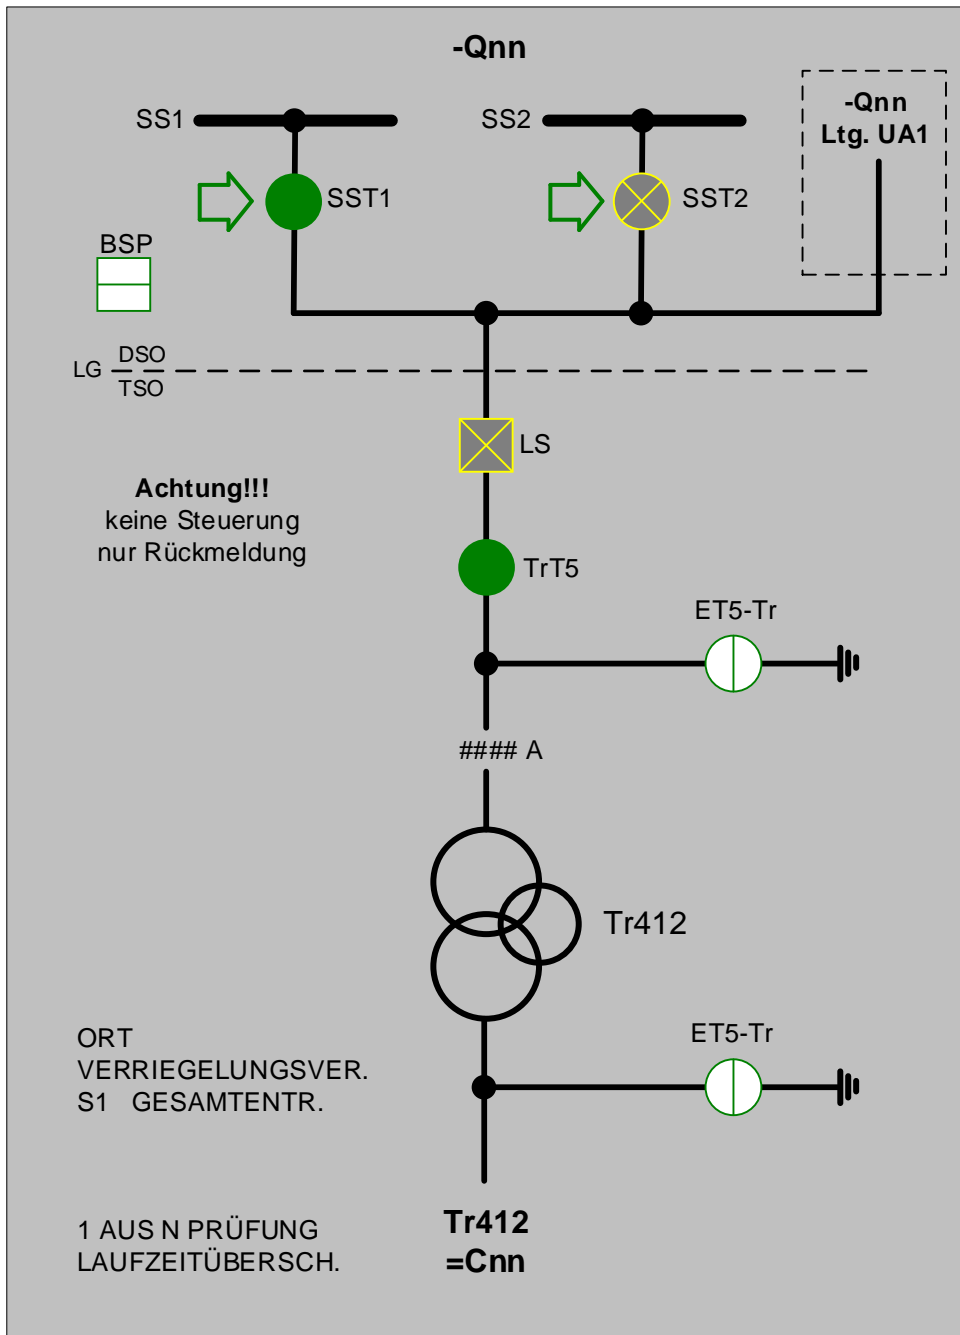 -Qnn
SS1
SS2
-Qnn
Ltg. UA1
SST1
SST2
BSP
LG
DSO
TSO
LS
Achtung!!!
keine Steuerung
nur Rückmeldung
TrT5
ET5-Tr
#### A
Tr412
ORT
VERRIEGELUNGSVER.
S1 GESAMTENTR.
ET5-Tr
1 AUS N PRÜFUNG
LAUFZEITÜBERSCH.
Tr412
=Cnn